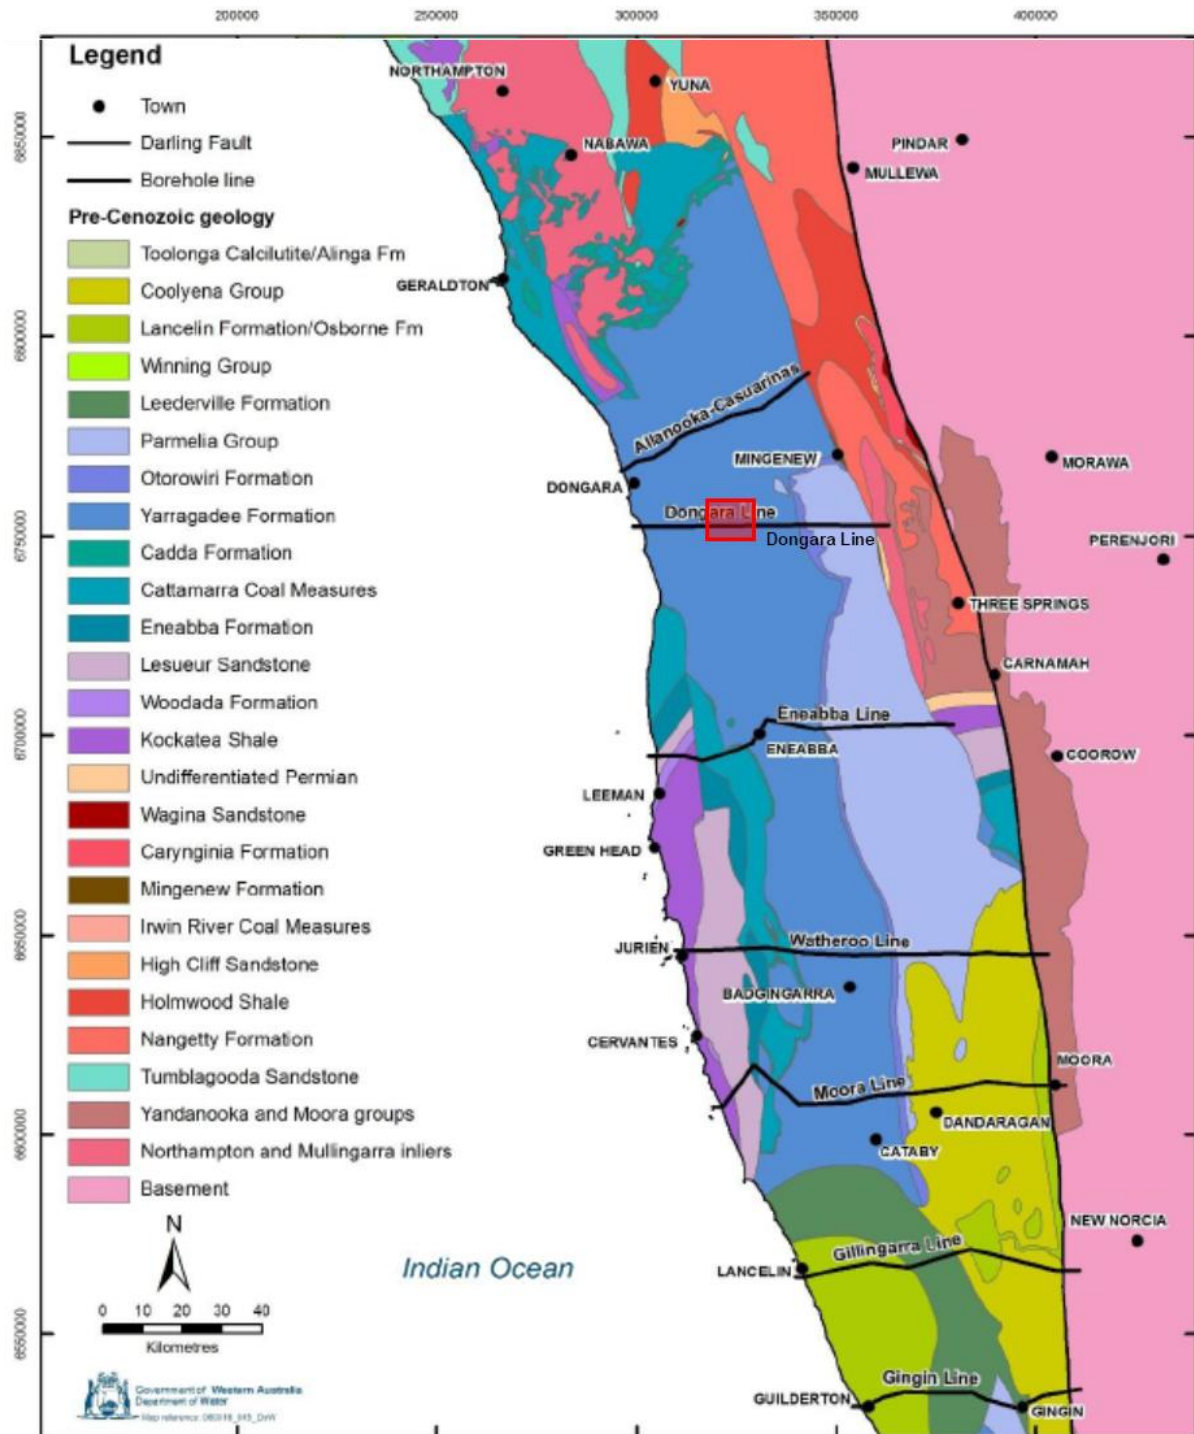 200000 250000 300000 350000 400000
Legend
Town
Darling Fault
Borehole line
Pre-Cenozoic geology
Toolonga Calcilutite/Alinga Fm
Coolyena Group
Lancelin Formation/Osborne Fm
Winning Group
Leederville Formation
Parmelia Group
Otorowiri Formation
Yarragadee Formation
Cadda Formation
Cattamarra Coal Measures
Eneabba Formation
Lesueur Sandstone
Woodada Formation
Kockatea Shale
Undifferentiated Permian
Wagina Sandstone
Carynginia Formation
Mingenew Formation
Irwin River Coal Measures
High Cliff Sandstone
Holmwood Shale
Nangetty Formation
Tumblagooda Sandstone
Yandanooka and Moora groups
Northampton and Mullingarra inliers
Basement
N
0 10 20 30 40
Kilometres
Government of Western Australia
Department of Water
6850000
6800000
6750000
6700000
6650000
6600000
6550000
NORTHAMPTON
YUNA
NABAWA
PINDAR
MULLEWA
GERALDTON
Allanooka-Casuarinas
MINGENEW
MORAWA
DONGARA
Dongara Line
Dongara Line
PERENJORI
THREE SPRINGS
CARNAMAH
Eneabba Line
ENEABBA
COOROW
LEEMAN
GREEN HEAD
JURIEN
Watheroo Line
BADGINGARRA
CERVANTES
MOORA
Moora Line
DANDARAGAN
CATABY
NEW NORCIA
Gillingarra Line
LANCELIN
Indian Ocean
Gingin Line
GUILDERTON
GINGIN